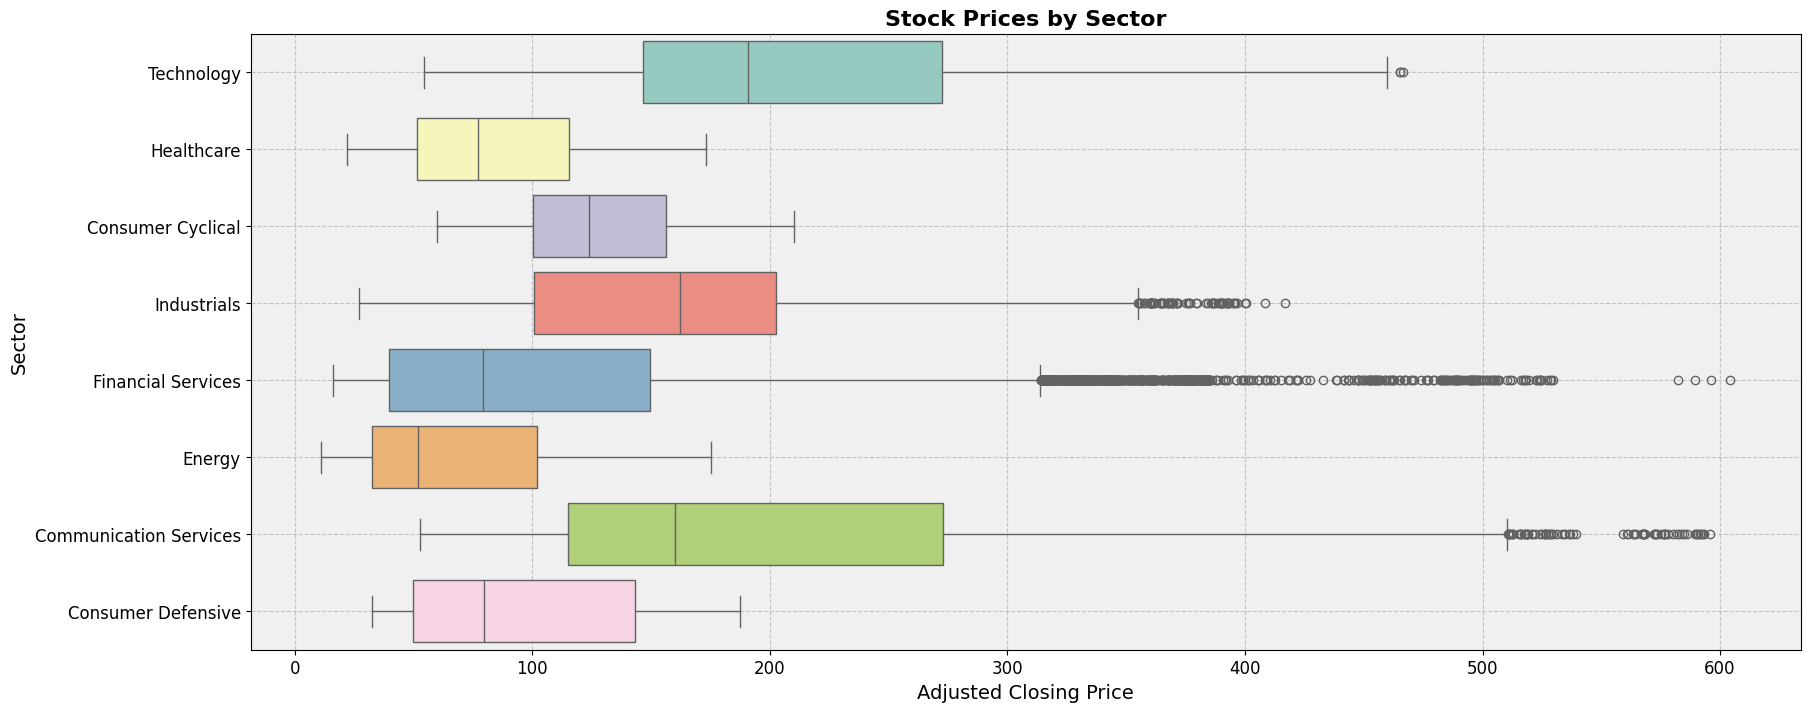 Stock Prices by Sector
Sector
Technology
Healthcare
Consumer Cyclical
Industrials
Financial Services
Energy
Communication Services
Consumer Defensive
0 100 200 300 400 500 600
Adjusted Closing Price